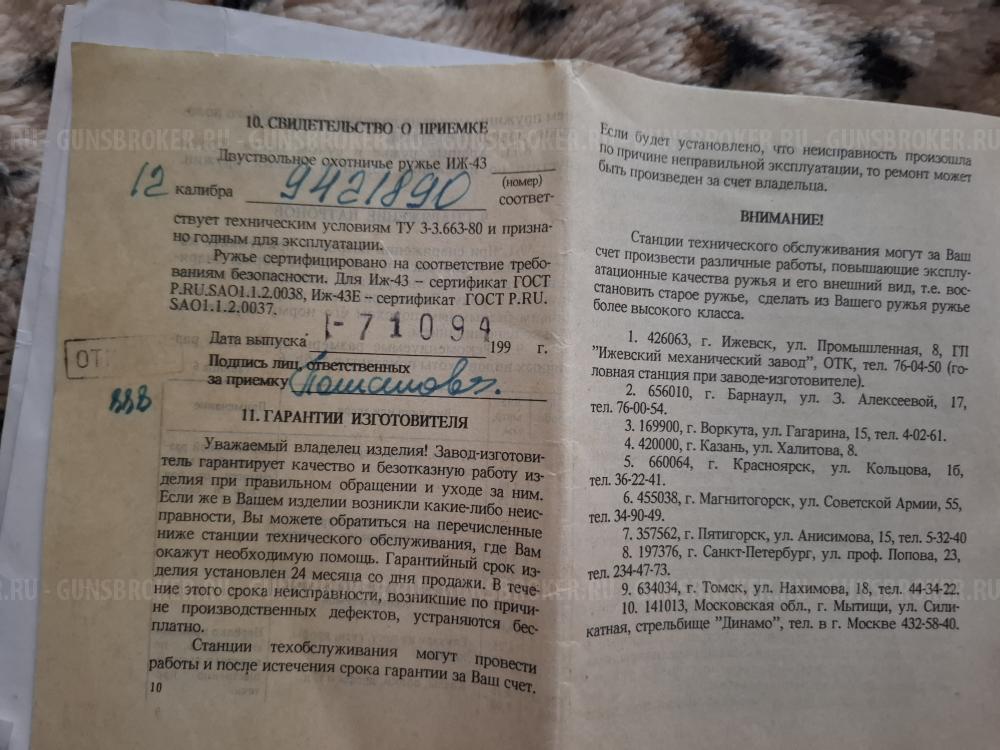 10. СВИДЕТЕЛЬСТВО О ПРИЕМКЕ
Двуствольное охотничье ружье ИЖ-43
(номер)
12 калибра 9421890 соответ-
ствует техническим условиям ТУ 3-3.663-80 и призна-
но годным для эксплуатации.
Ружье сертифицировано на соответствие требо-
ваниям безопасности. Для Иж-43 – сертификат ГОСТ
Р.RU.SAO1.1.2.0038, Иж-43Е – сертификат ГОСТ Р.RU.
SAO1.1.2.0037.
Дата выпуска 1-71094 199 г.
ОТК
Подпись лиц, ответственных
за приемку
11. ГАРАНТИИ ИЗГОТОВИТЕЛЯ
Уважаемый владелец изделия! Завод-изготови-
тель гарантирует качество и безотказную работу из-
делия при правильном обращении и уходе за ним.
Если же в Вашем изделии возникли какие-либо неис-
правности, Вы можете обратиться на перечисленные
ниже станции технического обслуживания, где Вам
окажут необходимую помощь. Гарантийный срок из-
делия установлен 24 месяца со дня продажи. В тече-
ние этого срока неисправности, возникшие по причи-
не производственных дефектов, устраняются бес-
платно.
Станции техобслуживания могут провести
работы и после истечения срока гарантии за Ваш счет.
10
Если будет установлено, что неисправность произошла
по причине неправильной эксплуатации, то ремонт может
быть произведен за счет владельца.
ВНИМАНИЕ!
Станции технического обслуживания могут за Ваш
счет произвести различные работы, повышающие эксплу-
атационные качества ружья и его внешний вид, т.е. вос-
становить старое ружье, сделать из Вашего ружья ружье
более высокого класса.
1. 426063, г. Ижевск, ул. Промышленная, 8, ГП
"Ижевский механический завод", ОТК, тел. 76-04-50 (го-
ловная станция при заводе-изготовителе).
2. 656010, г. Барнаул, ул. З. Алексеевой, 17,
тел. 76-00-54.
3. 169900, г. Воркута, ул. Гагарина, 15, тел. 4-02-61.
4. 420000, г. Казань, ул. Халитова, 8.
5. 660064, г. Красноярск, ул. Кольцова, 1б,
тел. 36-22-41.
6. 455038, г. Магнитогорск, ул. Советской Армии, 55,
тел. 34-90-49.
7. 357562, г. Пятигорск, ул. Анисимова, 15, тел. 5-32-40
8. 197376, г. Санкт-Петербург, ул. проф. Попова, 23,
тел. 234-47-73.
9. 634034, г. Томск, ул. Нахимова, 18, тел. 44-34-22.
10. 141013, Московская обл., г. Мытищи, ул. Сили-
катная, стрельбище "Динамо", тел. в г. Москве 432-58-40.
GUNSBROKER.RU - GUNSBROKER.RU - GUNSBROKER.RU